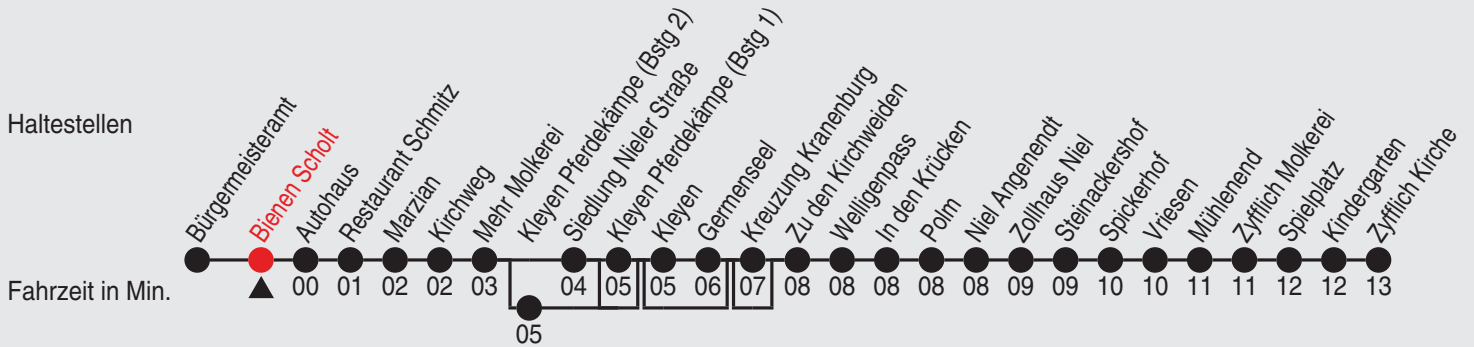 Haltestellen
Bürgermeisteramt
Bienen Scholt
Autohaus
Restaurant Schmitz
Marzian
Kirchweg
Mehr Molkerei
Kleyen Pferdekämpe (Bstg 2)
Siedlung Nieler Straße
Kleyen Pferdekämpe (Bstg 1)
Kleyen
Germenseel
Kreuzung Kranenburg
Zu den Kirchweiden
Welligenpass
In den Krücken
Polm
Niel Angenendt
Zollhaus Niel
Steinackershof
Spickerhof
Vriesen
Mühlenend
Zyfflich Molkerei
Spielplatz
Kindergarten
Zyfflich Kirche
Fahrzeit in Min.
00 01 02 02 03 04 05 05 06 07 08 08 08 08 08 09 09 10 10 11 11 12 12 13
05